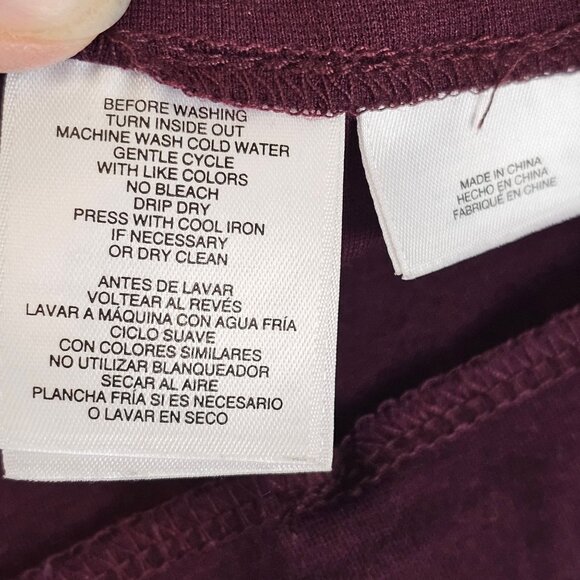 BEFORE WASHING
TURN INSIDE OUT
MACHINE WASH COLD WATER
GENTLE CYCLE
WITH LIKE COLORS
NO BLEACH
DRIP DRY
PRESS WITH COOL IRON
IF NECESSARY
OR DRY CLEAN
ANTES DE LAVAR
VOLTEAR AL REVÉS
LAVAR A MÁQUINA CON AGUA FRÍA
CICLO SUAVE
CON COLORES SIMILARES
NO UTILIZAR BLANQUEADOR
SECAR AL AIRE
PLANCHA FRÍA SI ES NECESARIO
O LAVAR EN SECO
MADE IN CHINA
HECHO EN CHINA
FABRIQUÉ EN CHINE